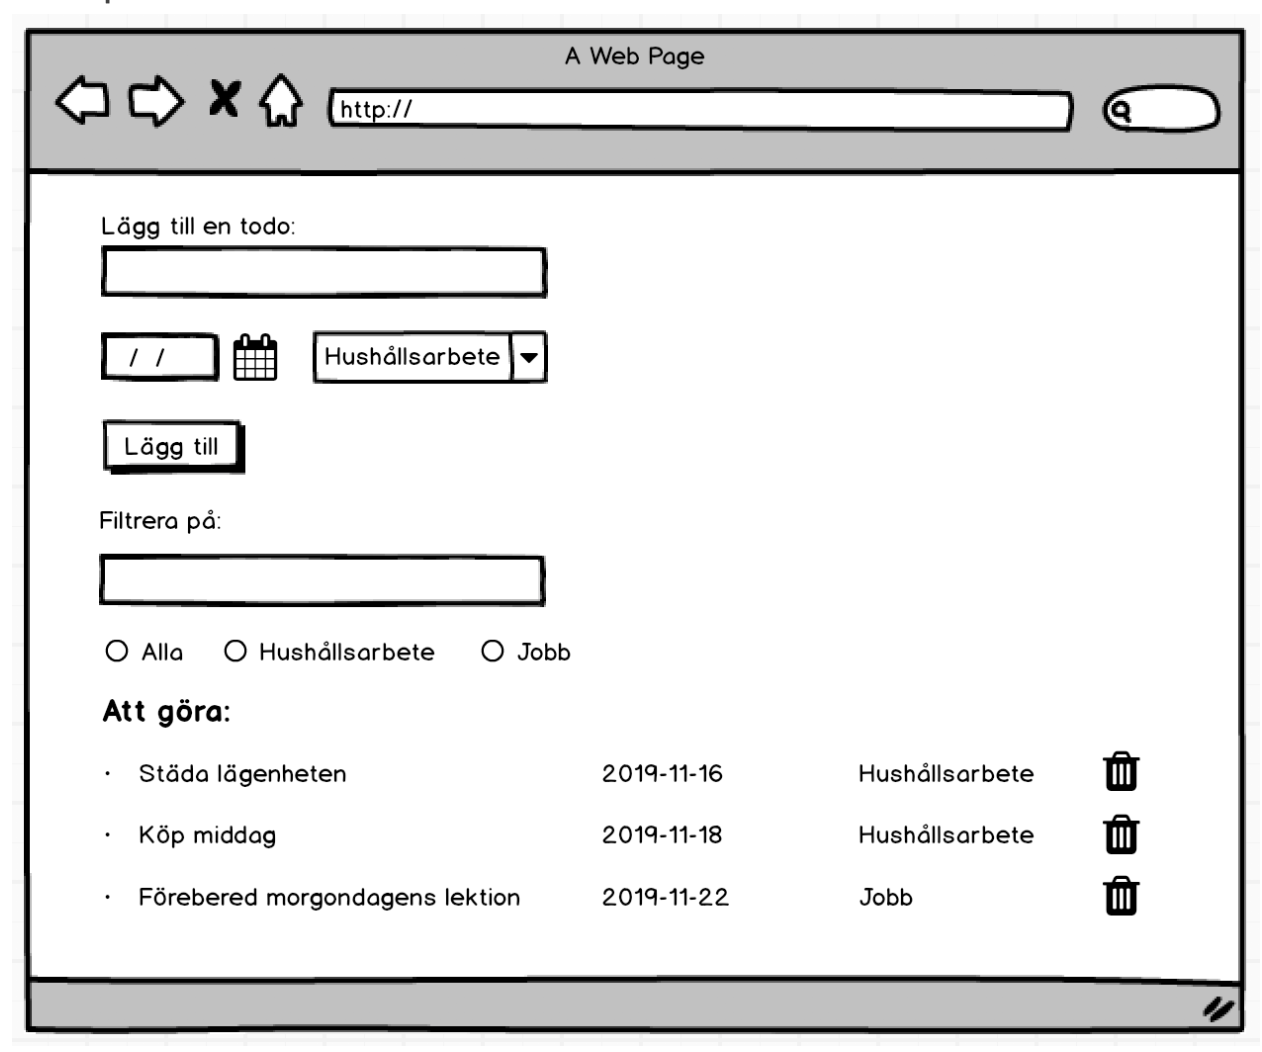 A Web Page
http://
Lägg till en todo:
/ / Hushållsarbete
Lägg till
Filtrera på:
Alla Hushållsarbete Jobb
Att göra:
· Städa lägenheten 2019-11-16 Hushållsarbete
· Köp middag 2019-11-18 Hushållsarbete
· Förebered morgondagens lektion 2019-11-22 Jobb